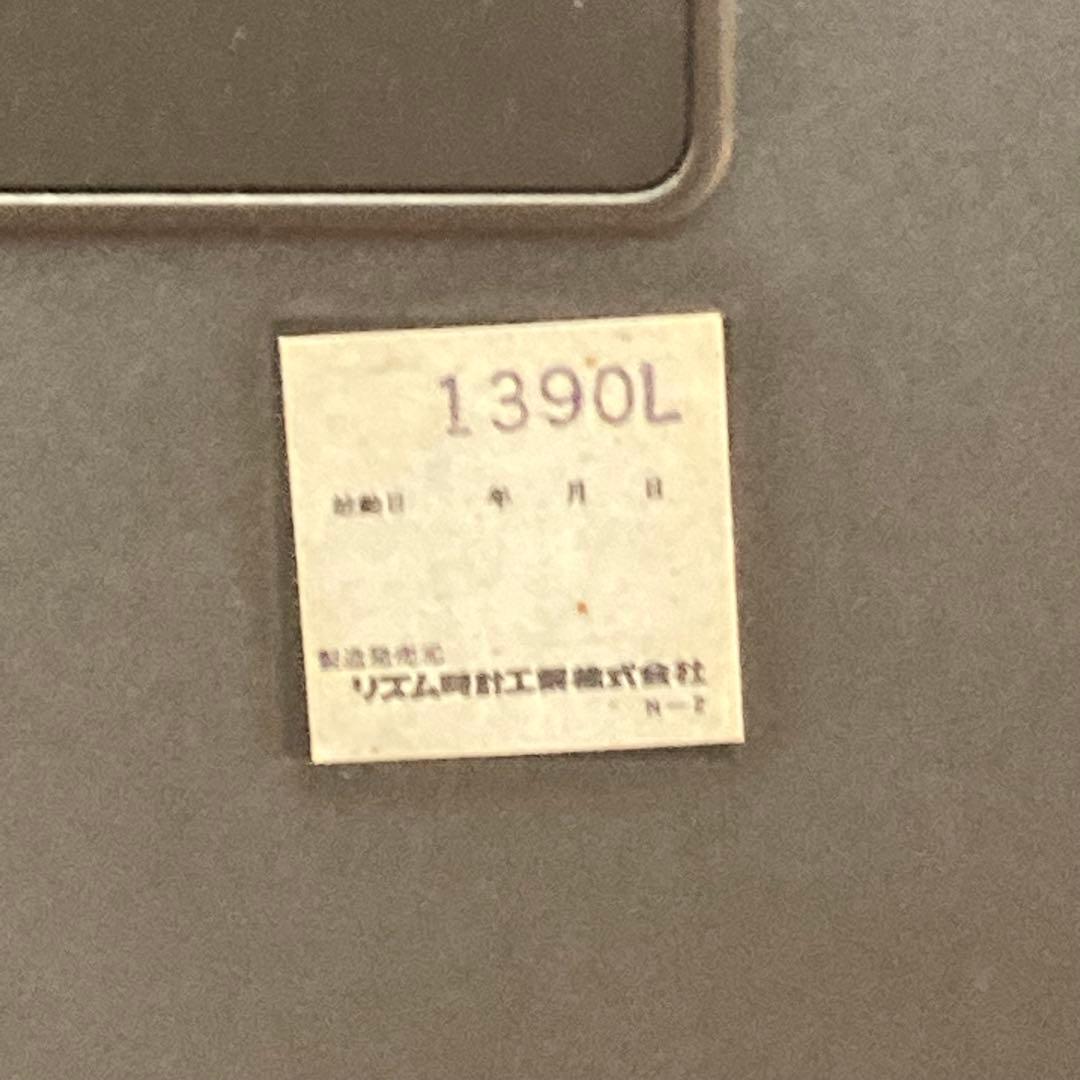 1390L
始動日 年 月 日
製造発売元
リズム時計工業株式会社
N-2